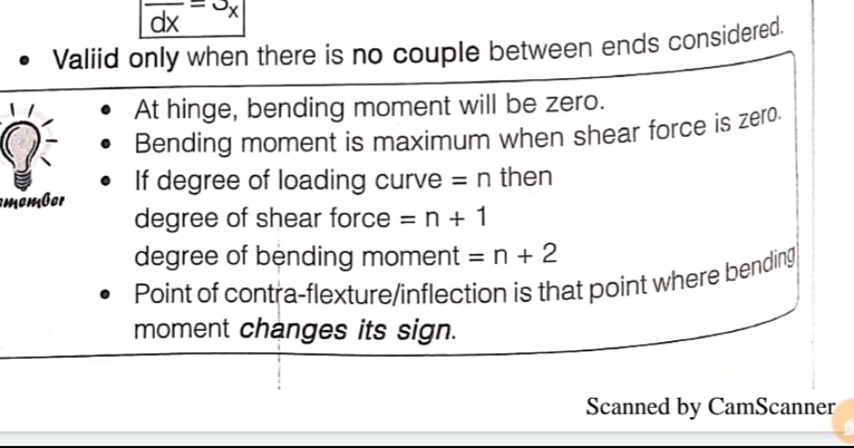 dx = Sx
• Valiid only when there is no couple between ends considered.
• At hinge, bending moment will be zero.
• Bending moment is maximum when shear force is zero.
• If degree of loading curve = n then
degree of shear force = n + 1
degree of bending moment = n + 2
• Point of contra-flexture/inflection is that point where bending
moment changes its sign.
Scanned by CamScanner